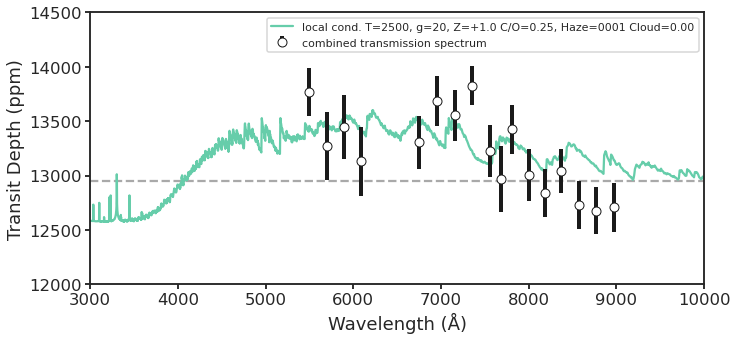 14500
14000
13500
13000
12500
12000
Transit Depth (ppm)
local cond. T=2500, g=20, Z=+1.0 C/O=0.25, Haze=0001 Cloud=0.00
combined transmission spectrum
3000 4000 5000 6000 7000 8000 9000 10000
Wavelength (Å)